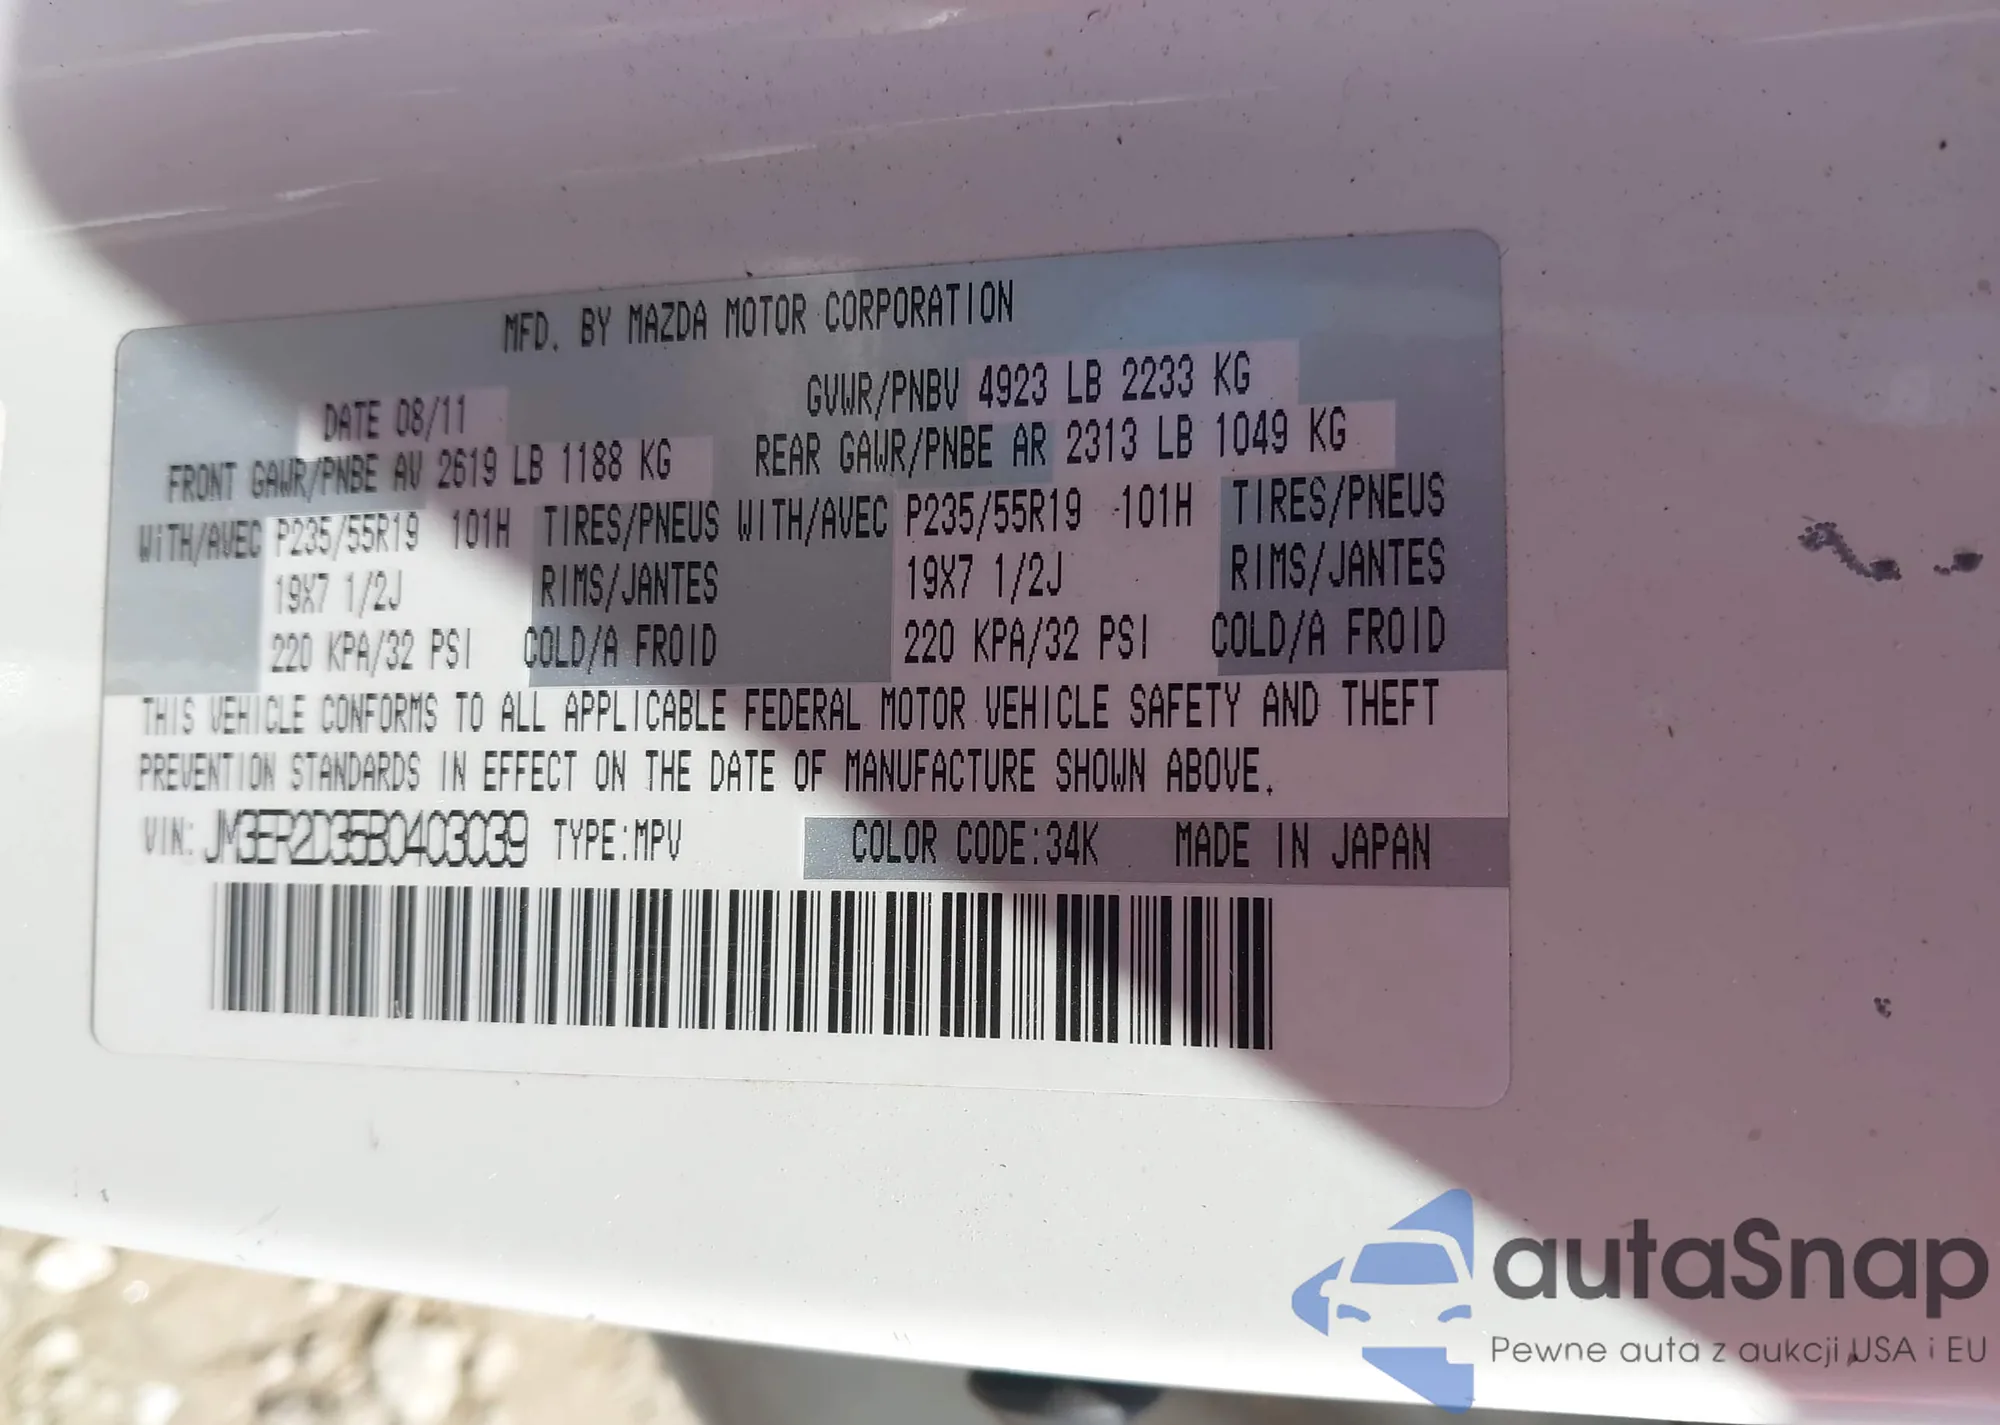 MFD. BY MAZDA MOTOR CORPORATION
DATE 08/11 GVWR/PNBV 4923 LB 2233 KG
FRONT GAWR/PNBE AV 2619 LB 1188 KG REAR GAWR/PNBE AR 2313 LB 1049 KG
WITH/AVEC P235/55R19 101H TIRES/PNEUS WITH/AVEC P235/55R19 101H TIRES/PNEUS
19X7 1/2J RIMS/JANTES 19X7 1/2J RIMS/JANTES
220 KPA/32 PSI COLD/A FROID 220 KPA/32 PSI COLD/A FROID
THIS VEHICLE CONFORMS TO ALL APPLICABLE FEDERAL MOTOR VEHICLE SAFETY AND THEFT
PREVENTION STANDARDS IN EFFECT ON THE DATE OF MANUFACTURE SHOWN ABOVE.
VIN: JM3ER2D35B0403039 TYPE:MPV COLOR CODE:34K MADE IN JAPAN
autaSnap
Pewne auta z aukcji USA i EU